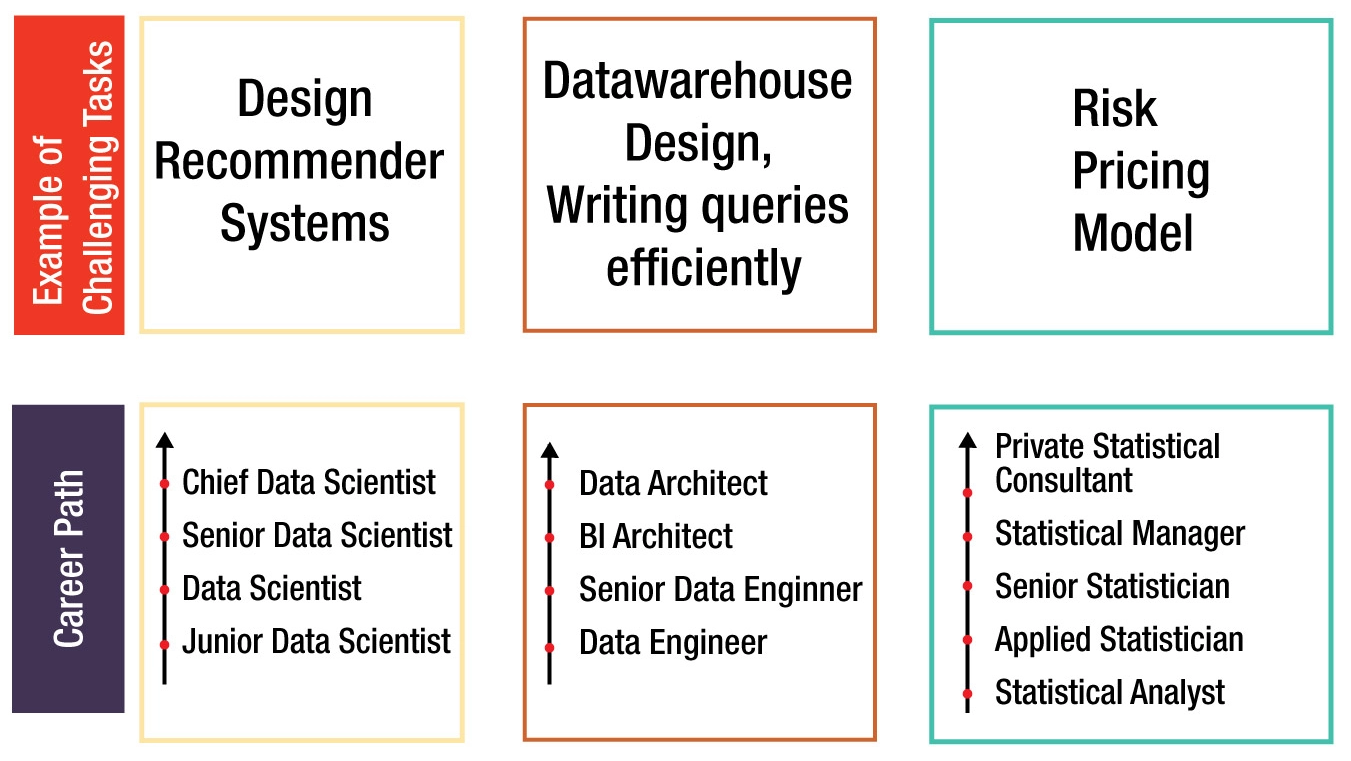 Example of
Challenging Tasks
Design
Recommender
Systems
Datawarehouse
Design,
Writing queries
efficiently
Risk
Pricing
Model
Career Path
Chief Data Scientist
Senior Data Scientist
Data Scientist
Junior Data Scientist
Data Architect
BI Architect
Senior Data Enginner
Data Engineer
Private Statistical
Consultant
Statistical Manager
Senior Statistician
Applied Statistician
Statistical Analyst